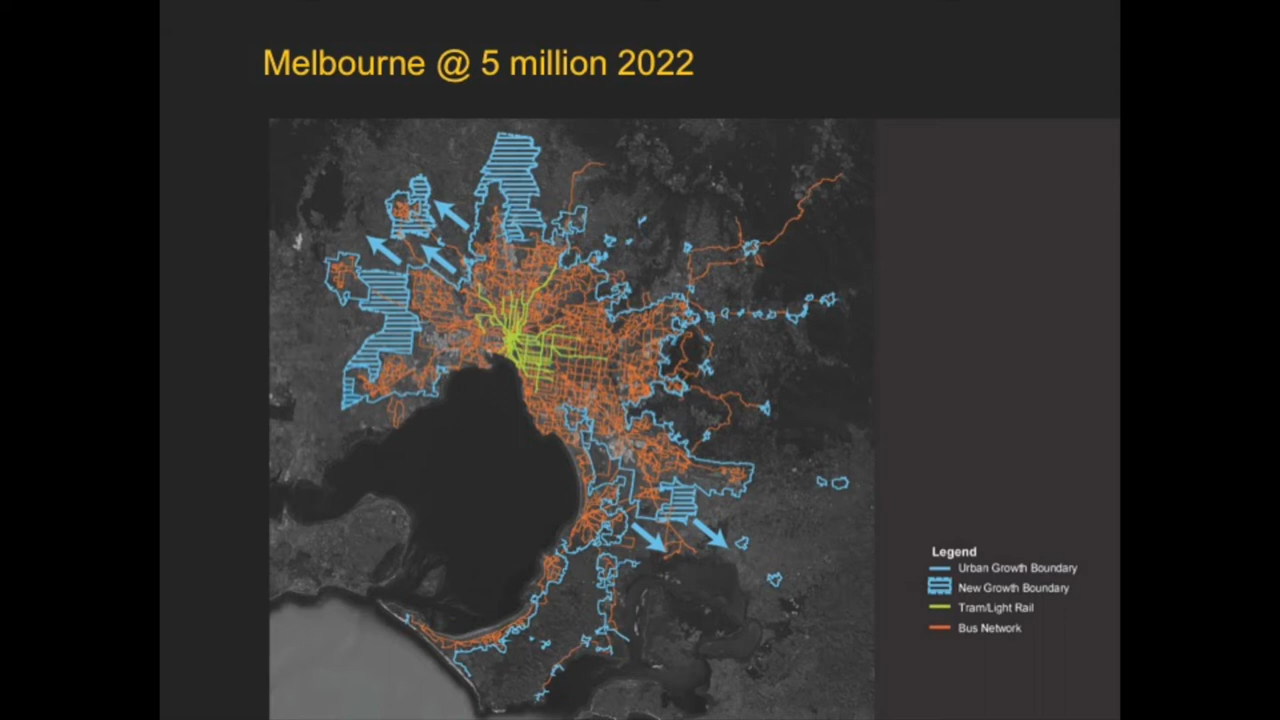 Melbourne @ 5 million 2022
Legend
Urban Growth Boundary
New Growth Boundary
Tram/Light Rail
Bus Network